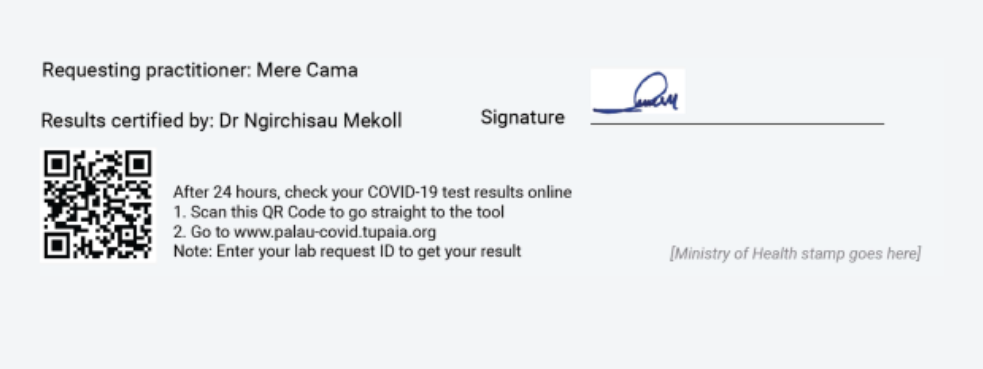 Requesting practitioner: Mere Cama
Results certified by: Dr Ngirchisau Mekoll
Signature
After 24 hours, check your COVID-19 test results online
1. Scan this QR Code to go straight to the tool
2. Go to www.palau-covid.tupaia.org
Note: Enter your lab request ID to get your result
[Ministry of Health stamp goes here]